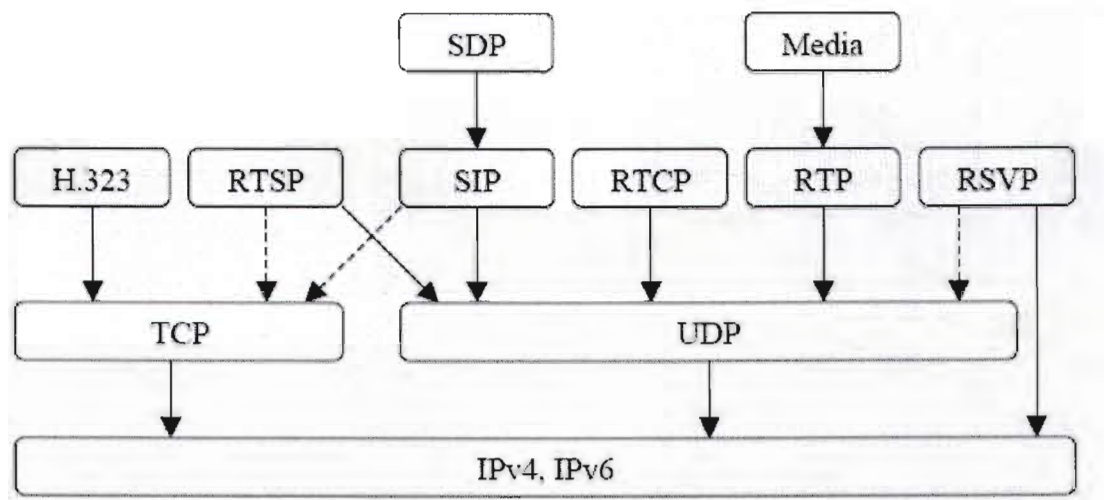 SDP
Media
H.323
RTSP
SIP
RTCP
RTP
RSVP
TCP
UDP
IPv4, IPv6